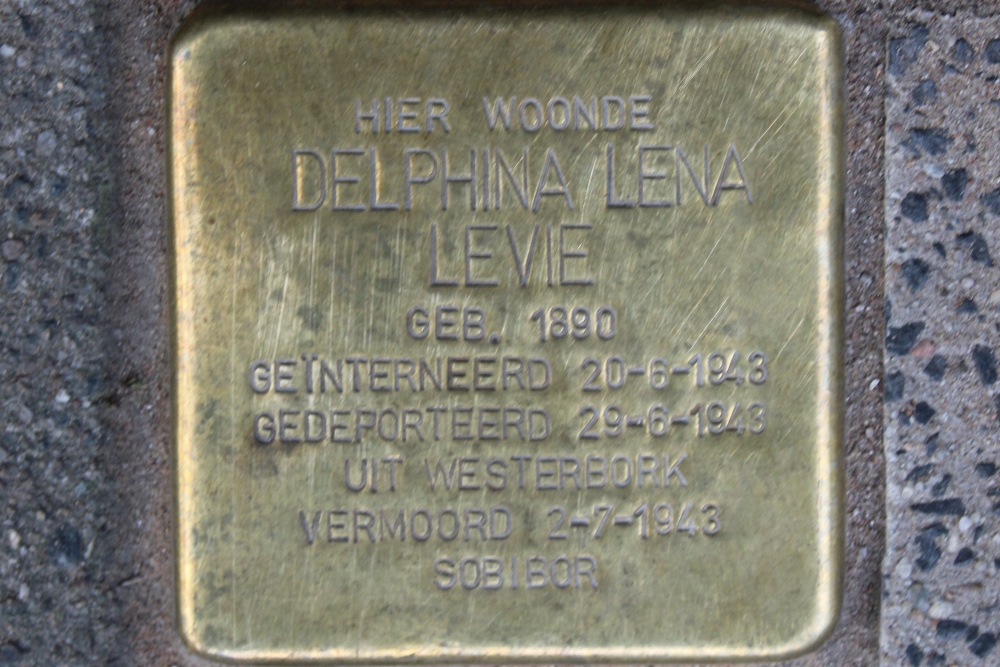 HIER WOONDE
DELPHINA LENA
LEVIE
GEB. 1890
GEÏNTERNEERD 20-6-1943
GEDEPORTEERD 29-6-1943
UIT WESTERBORK
VERMOORD 2-7-1943
SOBIBOR